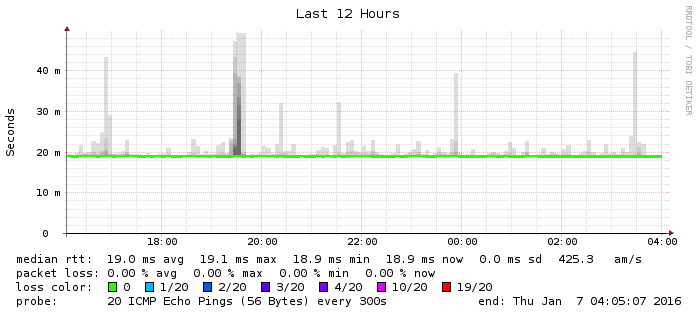 Last 12 Hours
RRDTOOL / TOBI OETIKER
Seconds
40 m
30 m
20 m
10 m
0
18:00 20:00 22:00 00:00 02:00 04:00
median rtt: 19.0 ms avg 19.1 ms max 18.9 ms min 18.9 ms now 0.0 ms sd 425.3 am/s
packet loss: 0.00 % avg 0.00 % max 0.00 % min 0.00 % now
loss color: 0 1/20 2/20 3/20 4/20 10/20 19/20
probe: 20 ICMP Echo Pings (56 Bytes) every 300s end: Thu Jan 7 04:05:07 2016